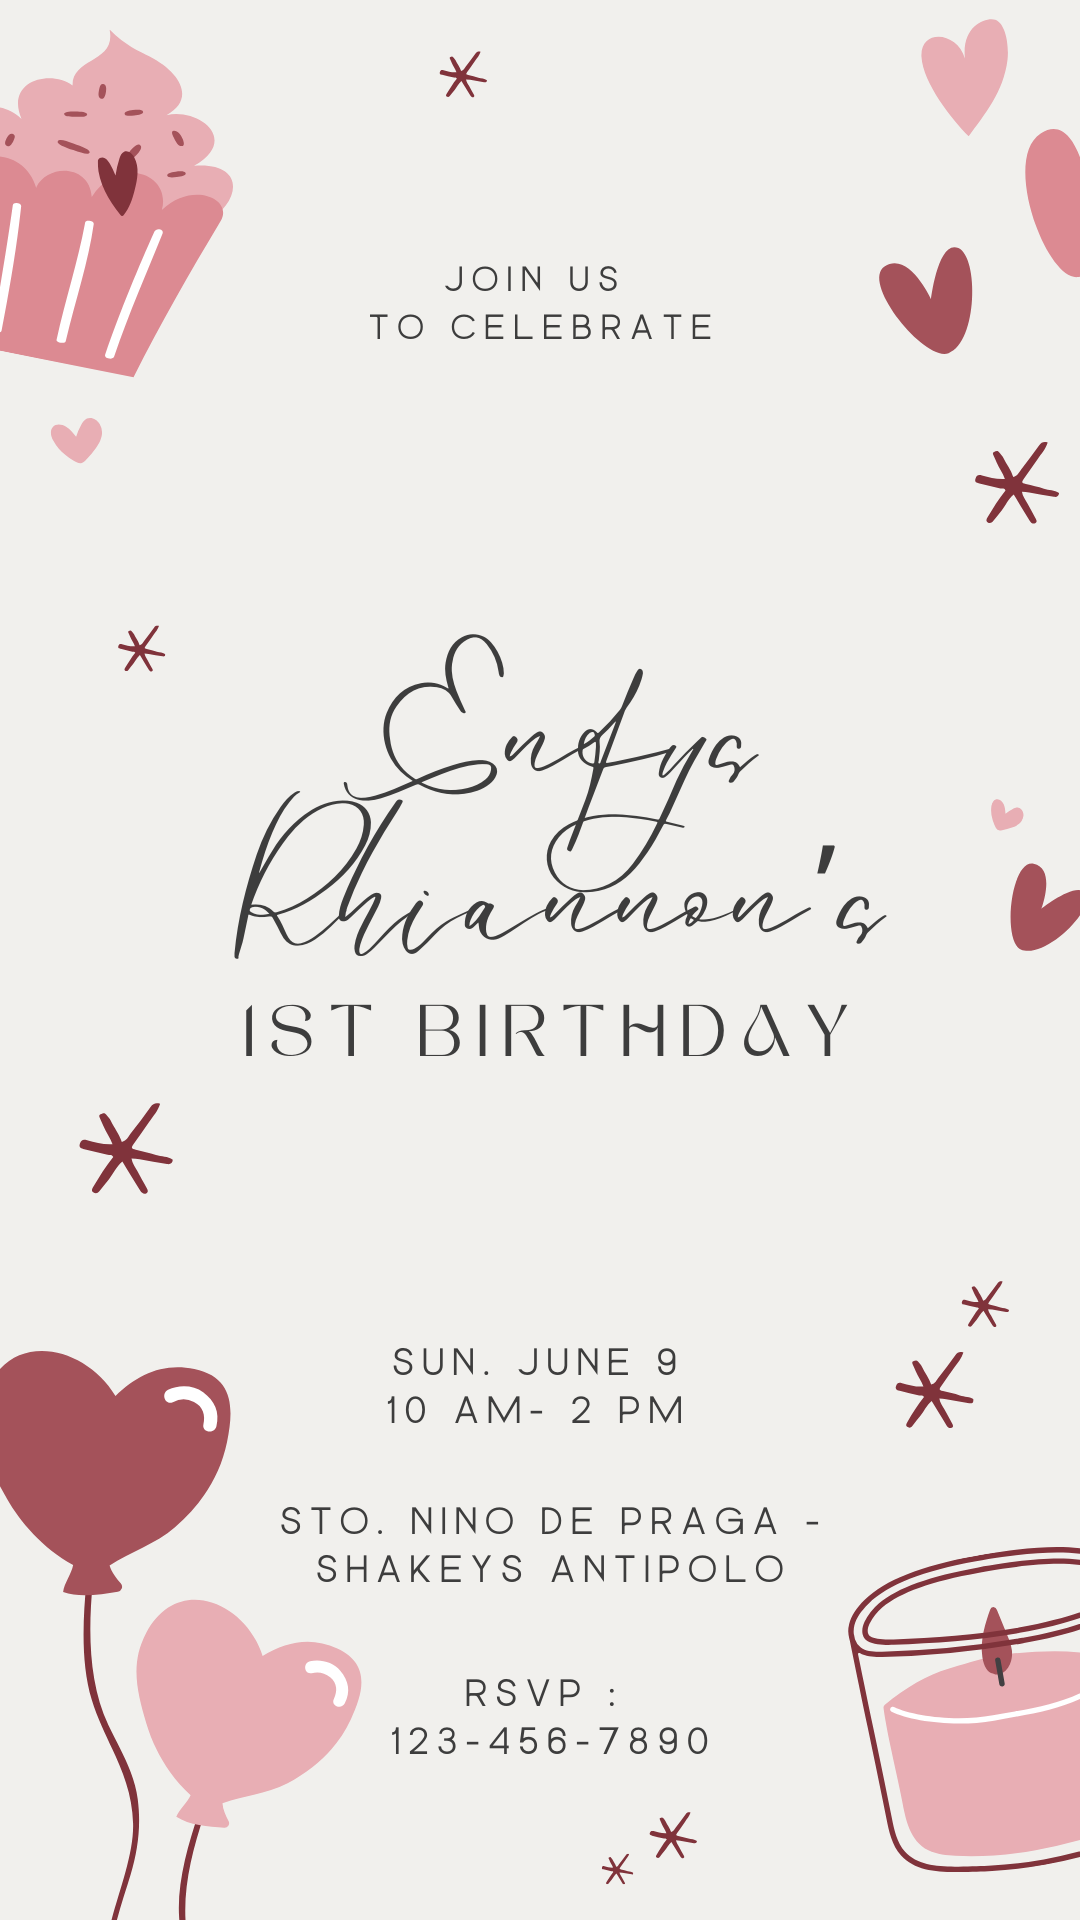 JOIN US
TO CELEBRATE
Endys
Rhiannon's
1ST BIRTHDAY
SUN. JUNE 9
10 AM- 2 PM
STO. NINO DE PRAGA -
SHAKEYS ANTIPOLO
RSVP :
123-456-7890